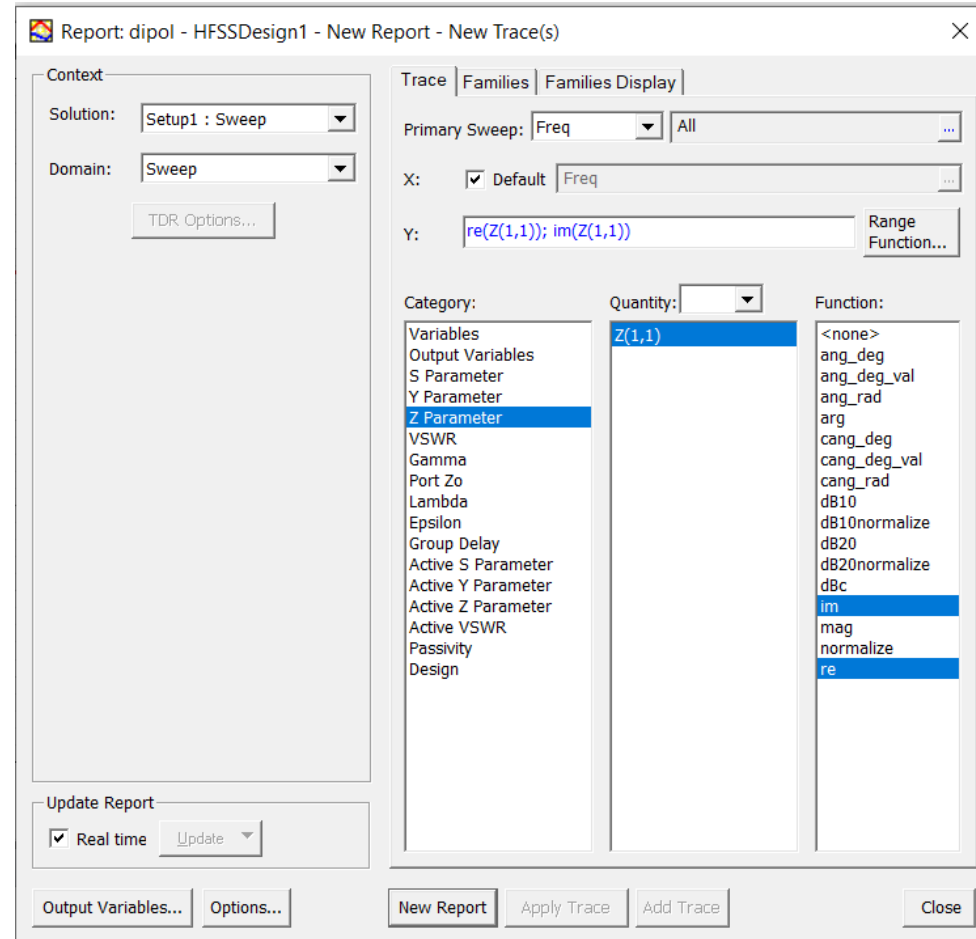 Report: dipol - HFSSDesign1 - New Report - New Trace(s)
Context
Solution: Setup1 : Sweep
Domain: Sweep
TDR Options...
Trace Families Families Display
Primary Sweep: Freq All ...
X: Default Freq ...
Y: re(Z(1,1)); im(Z(1,1))
Range
Function...
Category:
Variables
Output Variables
S Parameter
Y Parameter
Z Parameter
VSWR
Gamma
Port Zo
Lambda
Epsilon
Group Delay
Active S Parameter
Active Y Parameter
Active Z Parameter
Active VSWR
Passivity
Design
Quantity:
Z(1,1)
Function:
<none>
ang_deg
ang_deg_val
ang_rad
arg
cang_deg
cang_deg_val
cang_rad
dB10
dB10normalize
dB20
dB20normalize
dBc
im
mag
normalize
re
Update Report
Real time Update
Output Variables... Options... New Report Apply Trace Add Trace Close